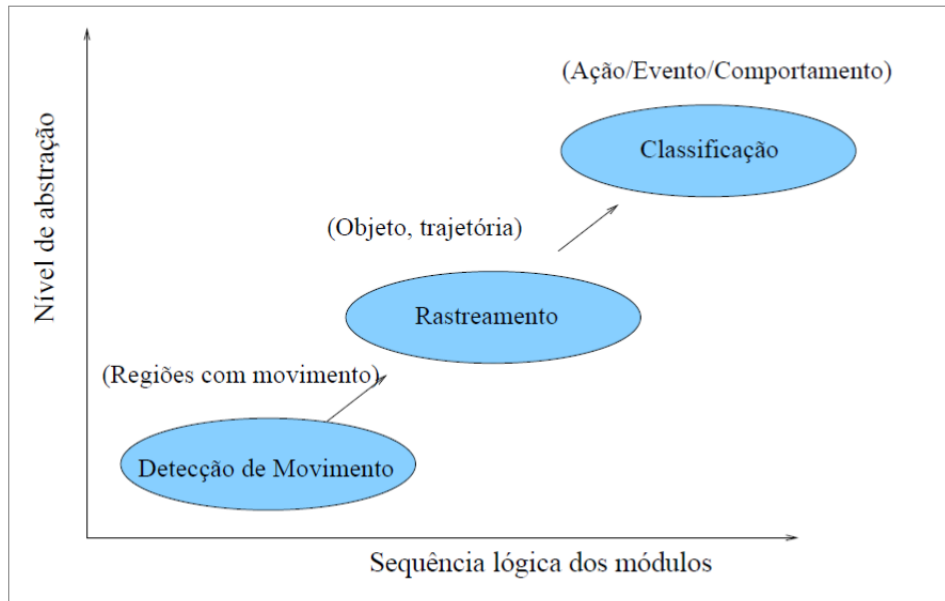 (Ação/Evento/Comportamento)
Classificação
Nível de abstração
(Objeto, trajetória)
Rastreamento
(Regiões com movimento)
Detecção de Movimento
Sequência lógica dos módulos